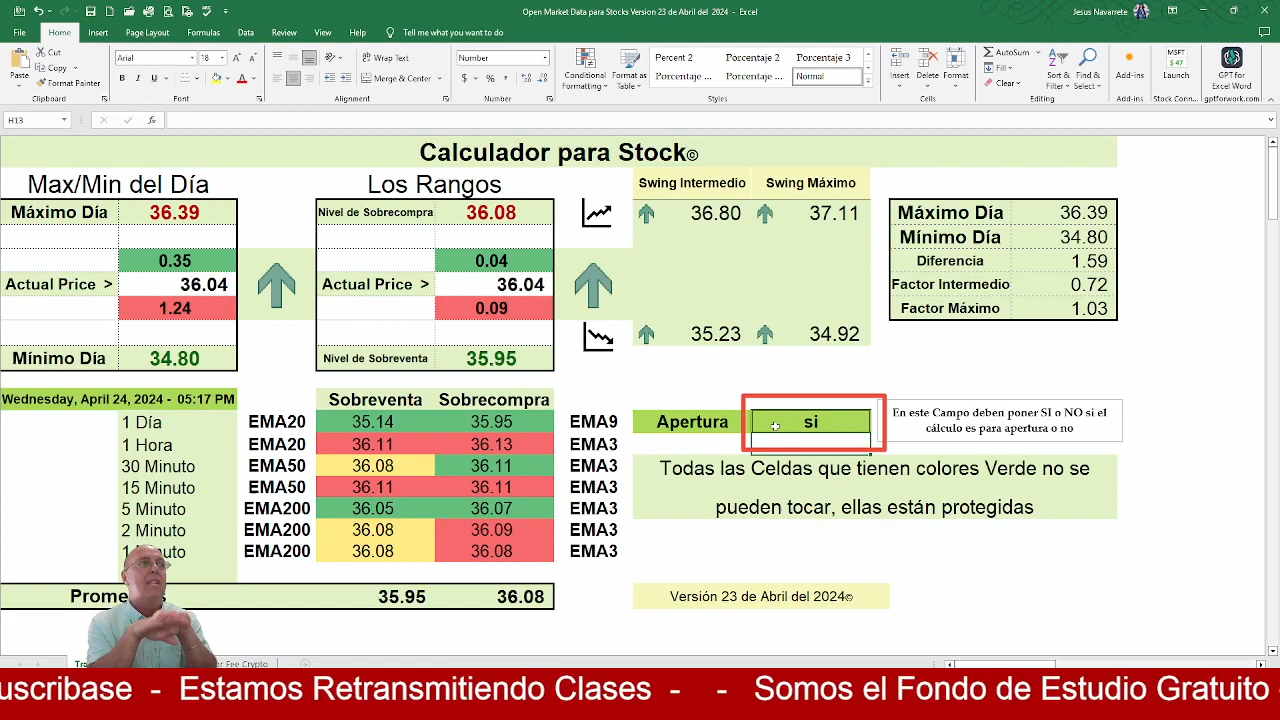 Open Market Data para Stocks Version 23 de Abril del 2024 - Excel
Jesus Navarrete
File Home Insert Page Layout Formulas Data Review View Help Tell me what you want to do
Cut
Copy
Format Painter
Paste
Clipboard
Arial 18
B I U
Font
Wrap Text
Merge & Center
Alignment
Number
$ % ,
Number
Conditional Formatting
Format as Table
Percent 2 Porcentaje 2 Porcentaje 3
Porcentaje ... Porcentaje ... Normal
Styles
Insert Delete Format
Cells
AutoSum
Fill
Clear
Sort & Filter
Find & Select
Editing
Add-ins
Add-ins
MSFT $ 47
Launch
Stock Conn...
GPT for Excel Word
gptforwork.com
H13
fx
Calculador para Stock©
Max/Min del Día
Máximo Día 36.39
0.35
Actual Price > 36.04
1.24
Mínimo Día 34.80
Los Rangos
Nivel de Sobrecompra 36.08
0.04
Actual Price > 36.04
0.09
Nivel de Sobreventa 35.95
Swing Intermedio Swing Máximo
36.80 37.11
35.23 34.92
Máximo Día 36.39
Mínimo Día 34.80
Diferencia 1.59
Factor Intermedio 0.72
Factor Máximo 1.03
Wednesday, April 24, 2024 - 05:17 PM Sobreventa Sobrecompra
1 Día EMA20 35.14 35.95 EMA9
1 Hora EMA20 36.11 36.13 EMA3
30 Minuto EMA50 36.08 36.11 EMA3
15 Minuto EMA50 36.11 36.11 EMA3
5 Minuto EMA200 36.05 36.07 EMA3
2 Minuto EMA200 36.08 36.09 EMA3
EMA200 36.08 36.08 EMA3
35.95 36.08
Apertura si
En este Campo deben poner SI o NO si el
cálculo es para apertura o no
Todas las Celdas que tienen colores Verde no se
pueden tocar, ellas están protegidas
Versión 23 de Abril del 2024©
Fee Crypto
uscribase - Estamos Retransmitiendo Clases - - Somos el Fondo de Estudio Gratuito